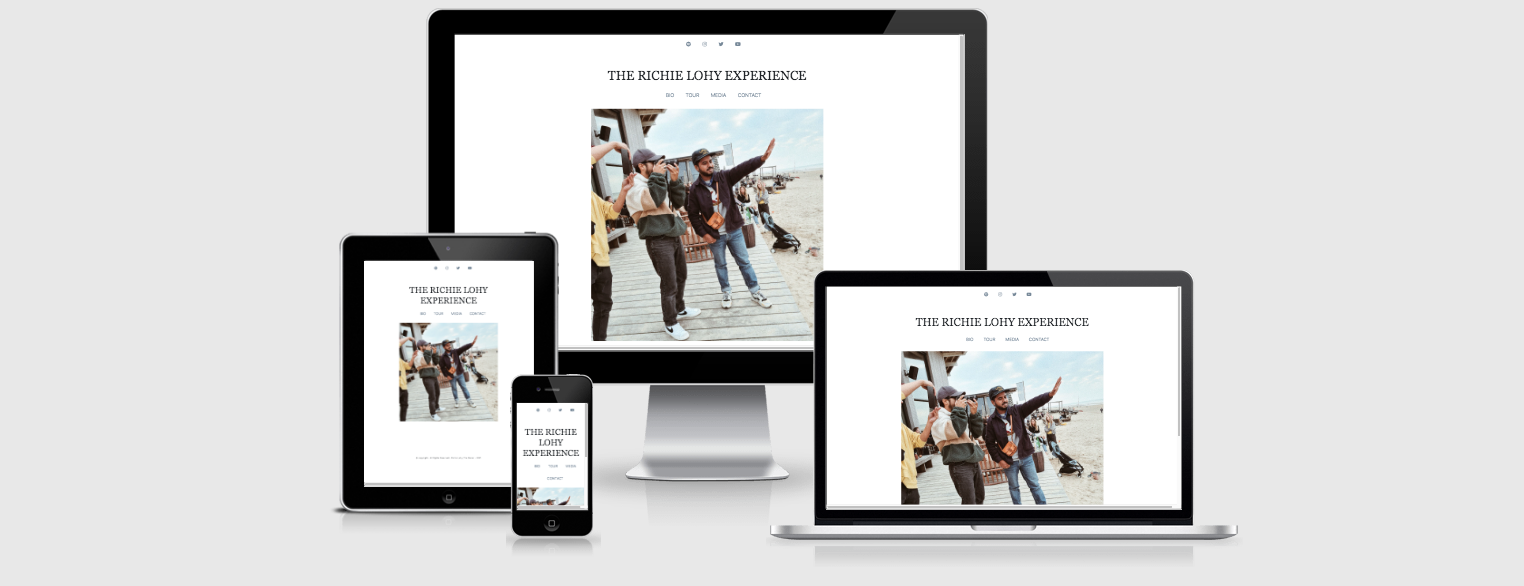 THE RICHIE LOHY EXPERIENCE
BIO TOUR MEDIA CONTACT
THE RICHIE LOHY
EXPERIENCE
BIO TOUR MEDIA CONTACT
THE RICHIE
LOHY
EXPERIENCE
BIO TOUR MEDIA
CONTACT
THE RICHIE LOHY EXPERIENCE
BIO TOUR MEDIA CONTACT